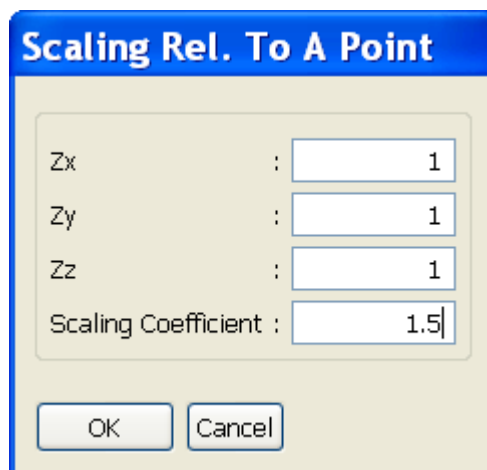 Scaling Rel. To A Point
Zx : 1
Zy : 1
Zz : 1
Scaling Coefficient : 1.5
OK Cancel